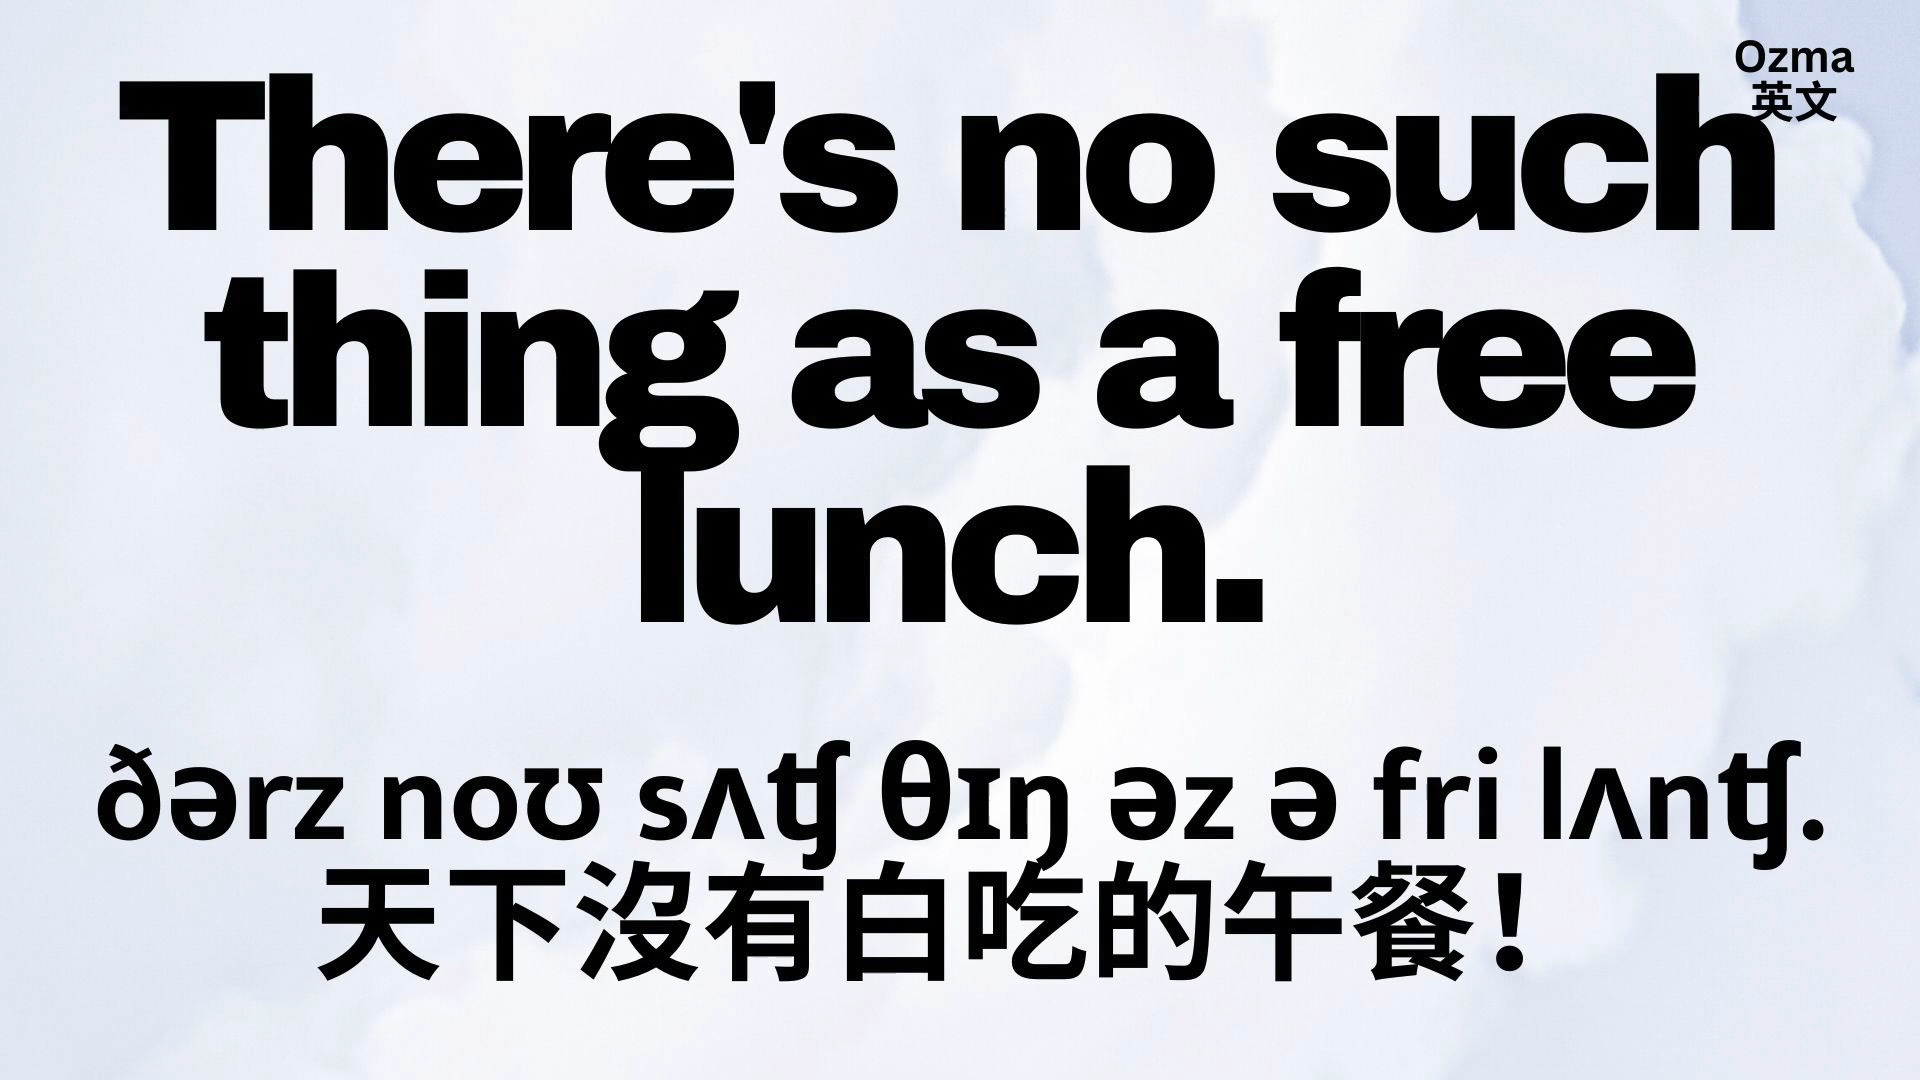 Ozma
英文
There's no such
thing as a free
lunch.
ðərz noʊ sʌʧ θɪŋ əz ə fri lʌnʧ.
天下沒有白吃的午餐！